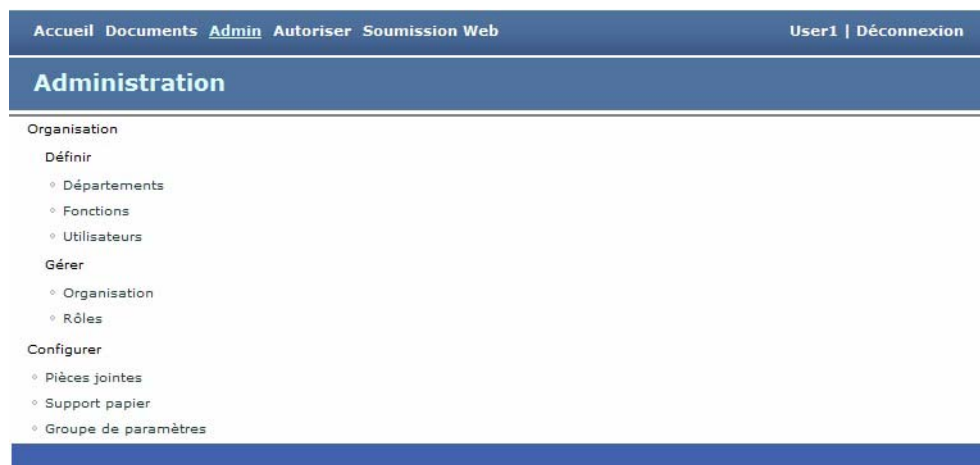 Accueil Documents Admin Autoriser Soumission Web User1 | Déconnexion
Administration
Organisation
Définir
Départements
Fonctions
Utilisateurs
Gérer
Organisation
Rôles
Configurer
Pièces jointes
Support papier
Groupe de paramètres